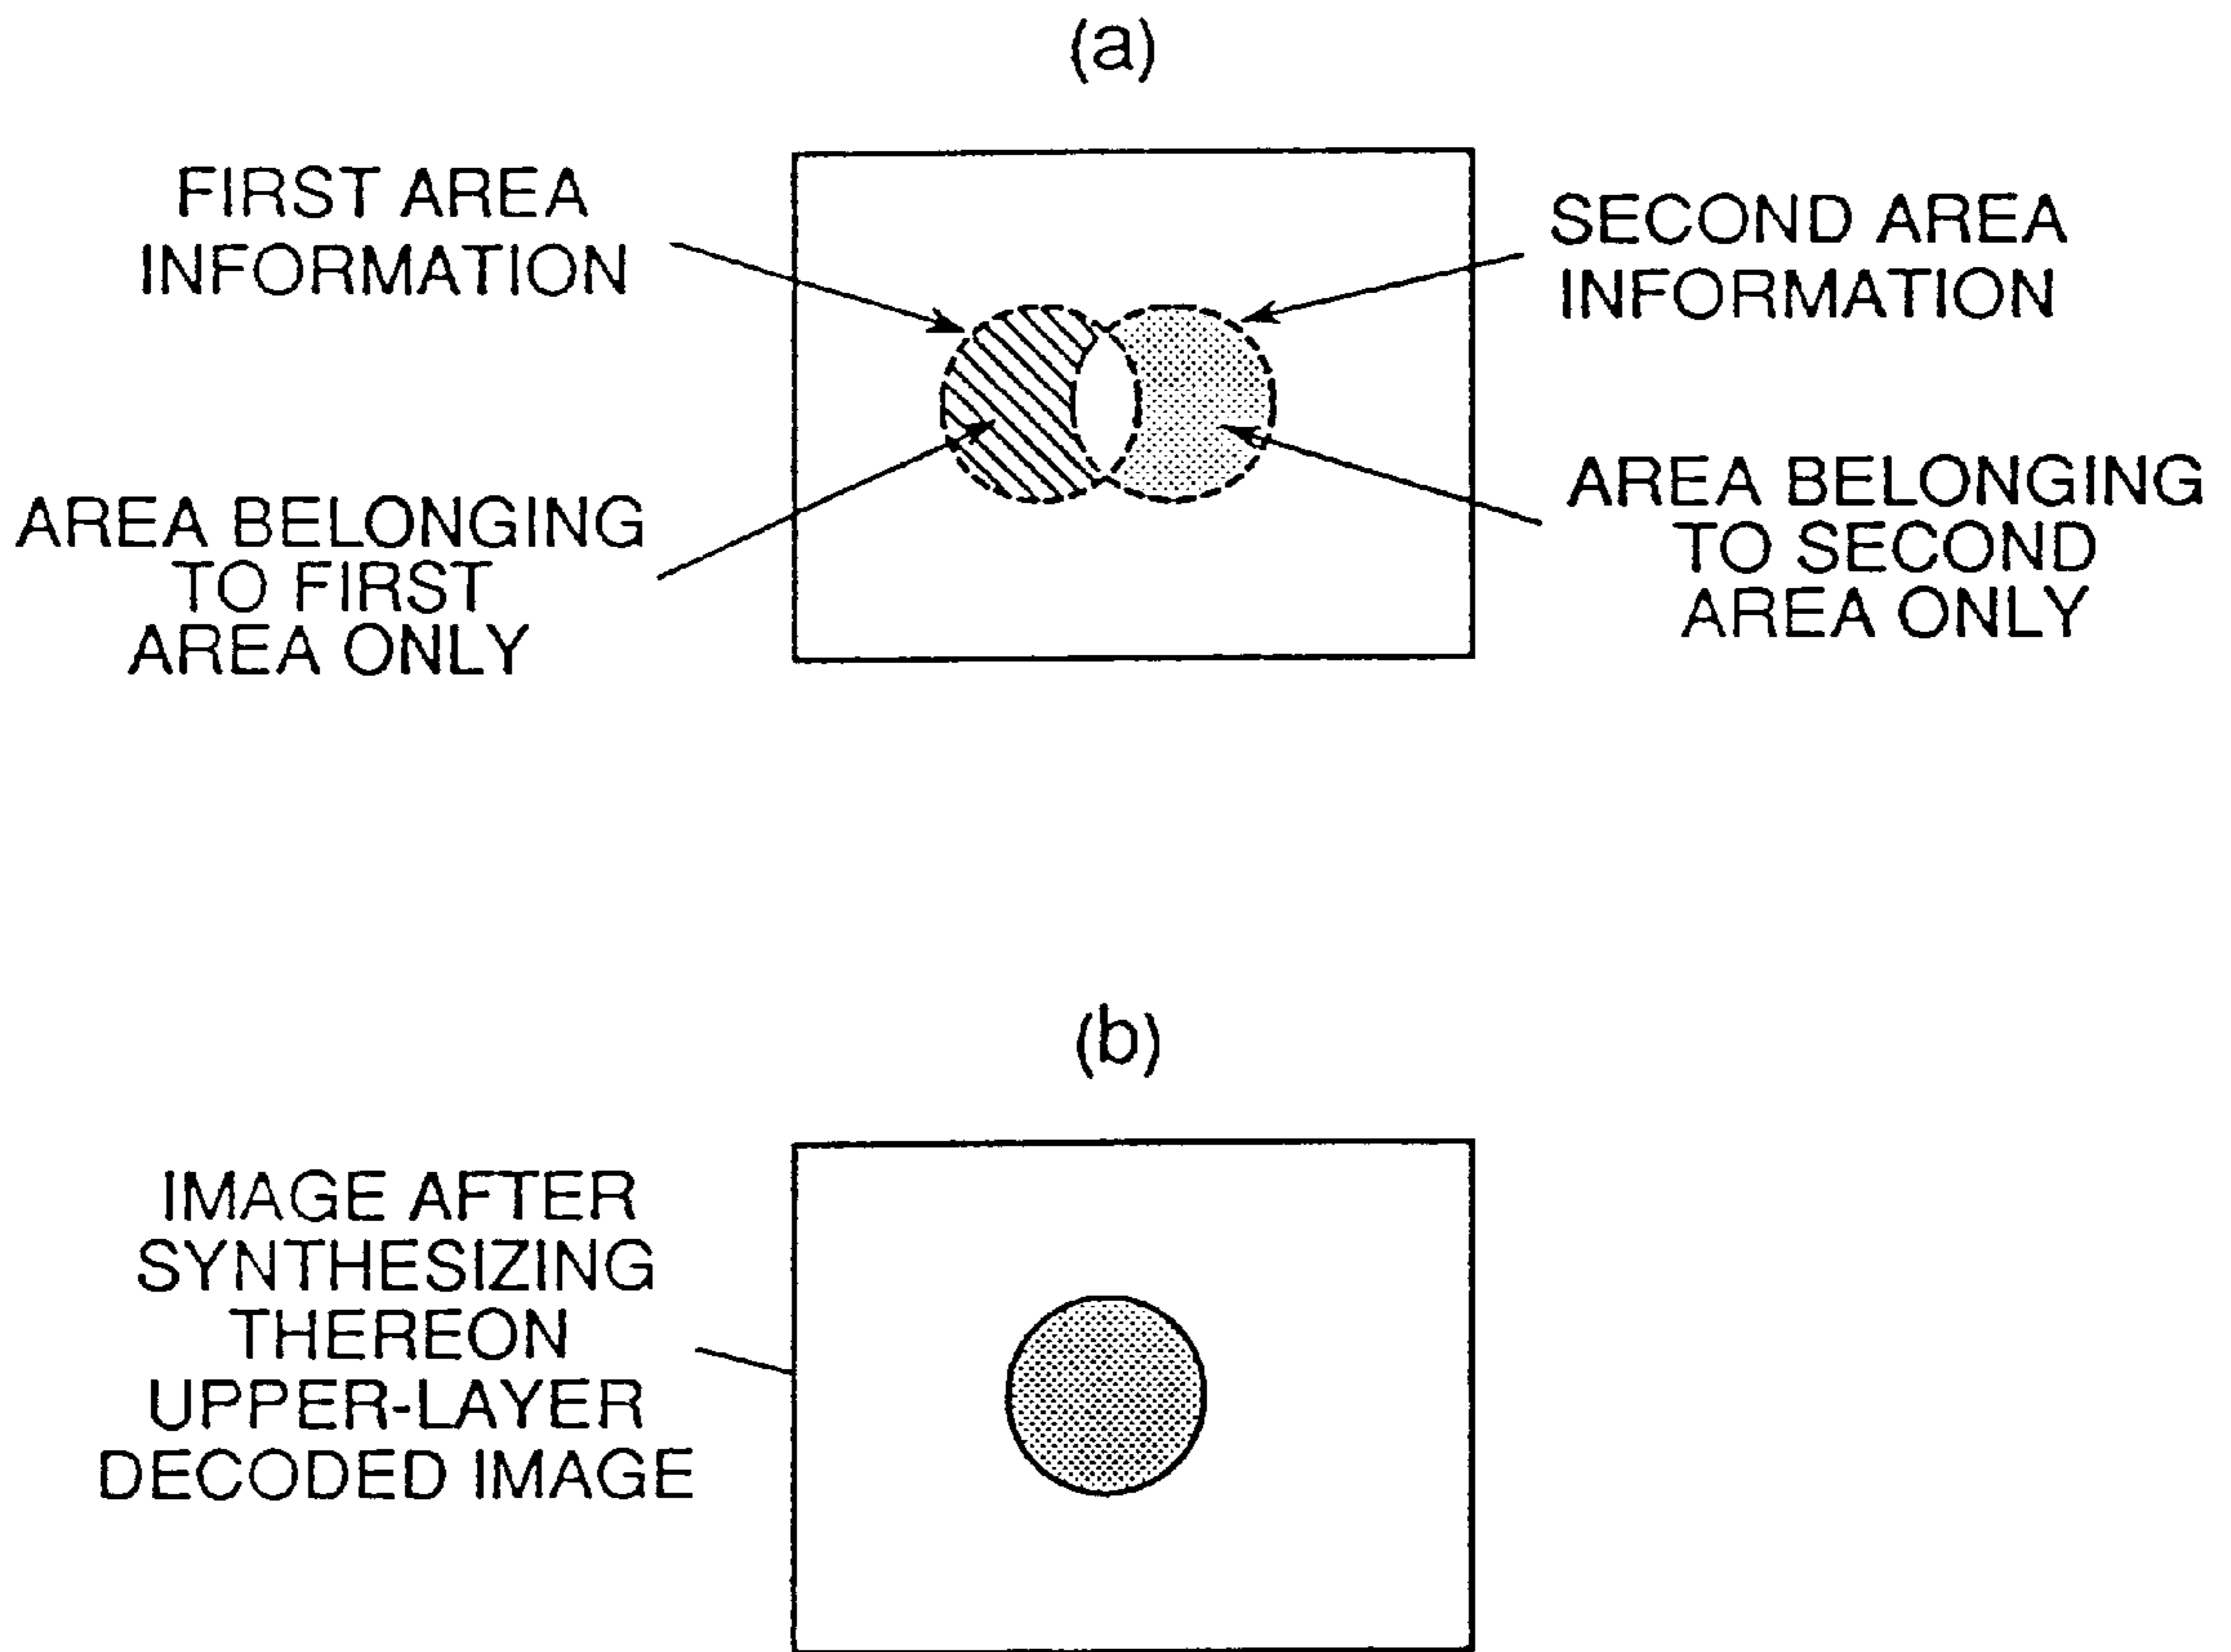 (a)
FIRST AREA
INFORMATION
SECOND AREA
INFORMATION
AREA BELONGING
TO FIRST
AREA ONLY
AREA BELONGING
TO SECOND
AREA ONLY
(b)
IMAGE AFTER
SYNTHESIZING
THEREON
UPPER-LAYER
DECODED IMAGE